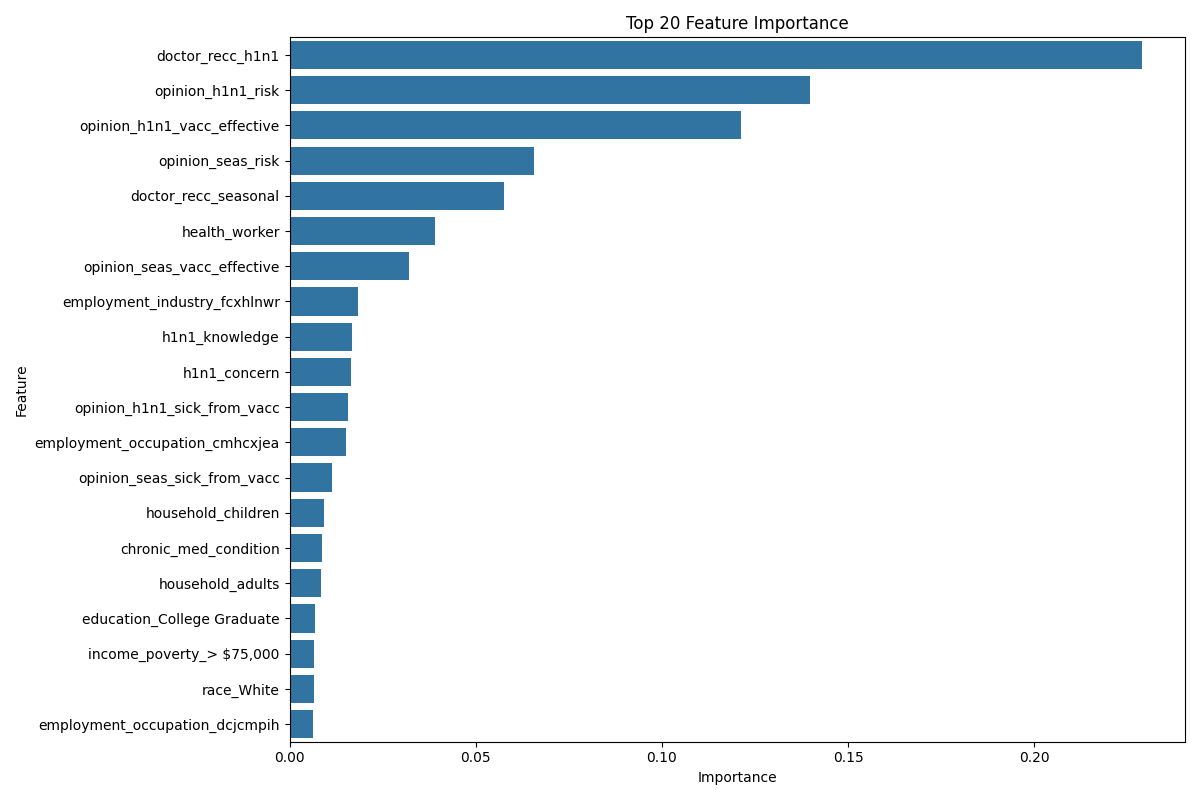 Top 20 Feature Importance
doctor_recc_h1n1
opinion_h1n1_risk
opinion_h1n1_vacc_effective
opinion_seas_risk
doctor_recc_seasonal
health_worker
opinion_seas_vacc_effective
employment_industry_fcxhlnwr
h1n1_knowledge
h1n1_concern
opinion_h1n1_sick_from_vacc
employment_occupation_cmhcxjea
opinion_seas_sick_from_vacc
household_children
chronic_med_condition
household_adults
education_College Graduate
income_poverty_> $75,000
race_White
employment_occupation_dcjcmpih
Feature
0.00 0.05 0.10 0.15 0.20
Importance